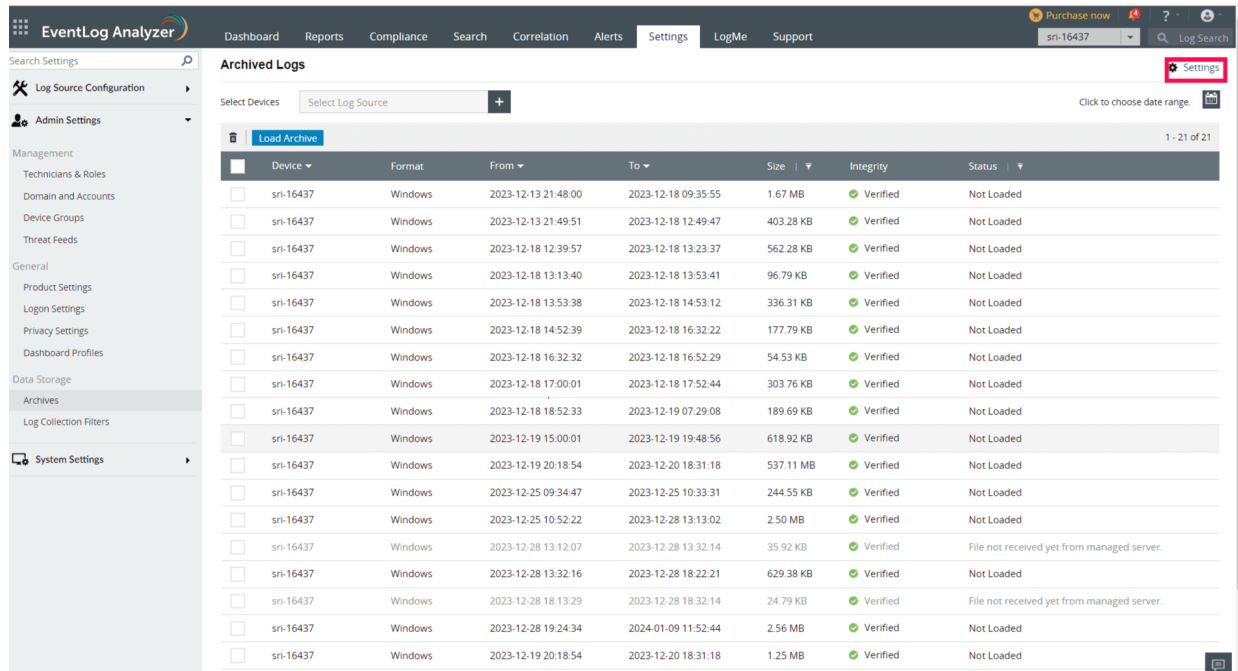 EventLog Analyzer
Purchase now 4 ?
Dashboard Reports Compliance Search Correlation Alerts Settings LogMe Support
sri-16437 Log Search
Search Settings
Log Source Configuration
Admin Settings
Management
Technicians & Roles
Domain and Accounts
Device Groups
Threat Feeds
General
Product Settings
Logon Settings
Privacy Settings
Dashboard Profiles
Data Storage
Archives
Log Collection Filters
System Settings
Archived Logs
Settings
Select Devices Select Log Source + Click to choose date range.
Load Archive 1 - 21 of 21
Device Format From To Size Integrity Status
sri-16437 Windows 2023-12-13 21:48:00 2023-12-18 09:35:55 1.67 MB Verified Not Loaded
sri-16437 Windows 2023-12-13 21:49:51 2023-12-18 12:49:47 403.28 KB Verified Not Loaded
sri-16437 Windows 2023-12-18 12:39:57 2023-12-18 13:23:37 562.28 KB Verified Not Loaded
sri-16437 Windows 2023-12-18 13:13:40 2023-12-18 13:53:41 96.79 KB Verified Not Loaded
sri-16437 Windows 2023-12-18 13:53:38 2023-12-18 14:53:12 336.31 KB Verified Not Loaded
sri-16437 Windows 2023-12-18 14:52:39 2023-12-18 16:32:22 177.79 KB Verified Not Loaded
sri-16437 Windows 2023-12-18 16:32:32 2023-12-18 16:52:29 54.53 KB Verified Not Loaded
sri-16437 Windows 2023-12-18 17:00:01 2023-12-18 17:52:44 303.76 KB Verified Not Loaded
sri-16437 Windows 2023-12-18 18:52:33 2023-12-19 07:29:08 189.69 KB Verified Not Loaded
sri-16437 Windows 2023-12-19 15:00:01 2023-12-19 19:48:56 618.92 KB Verified Not Loaded
sri-16437 Windows 2023-12-19 20:18:54 2023-12-20 18:31:18 537.11 MB Verified Not Loaded
sri-16437 Windows 2023-12-25 09:34:47 2023-12-25 10:33:31 244.55 KB Verified Not Loaded
sri-16437 Windows 2023-12-25 10:52:22 2023-12-28 13:13:02 2.50 MB Verified Not Loaded
sri-16437 Windows 2023-12-28 13:12:07 2023-12-28 13:32:14 35.92 KB Verified File not received yet from managed server.
sri-16437 Windows 2023-12-28 13:32:16 2023-12-28 18:22:21 629.38 KB Verified Not Loaded
sri-16437 Windows 2023-12-28 18:13:29 2023-12-28 18:32:14 24.79 KB Verified File not received yet from managed server.
sri-16437 Windows 2023-12-28 19:24:34 2024-01-09 11:52:44 2.56 MB Verified Not Loaded
sri-16437 Windows 2023-12-19 20:18:54 2023-12-20 18:31:18 1.25 MB Verified Not Loaded